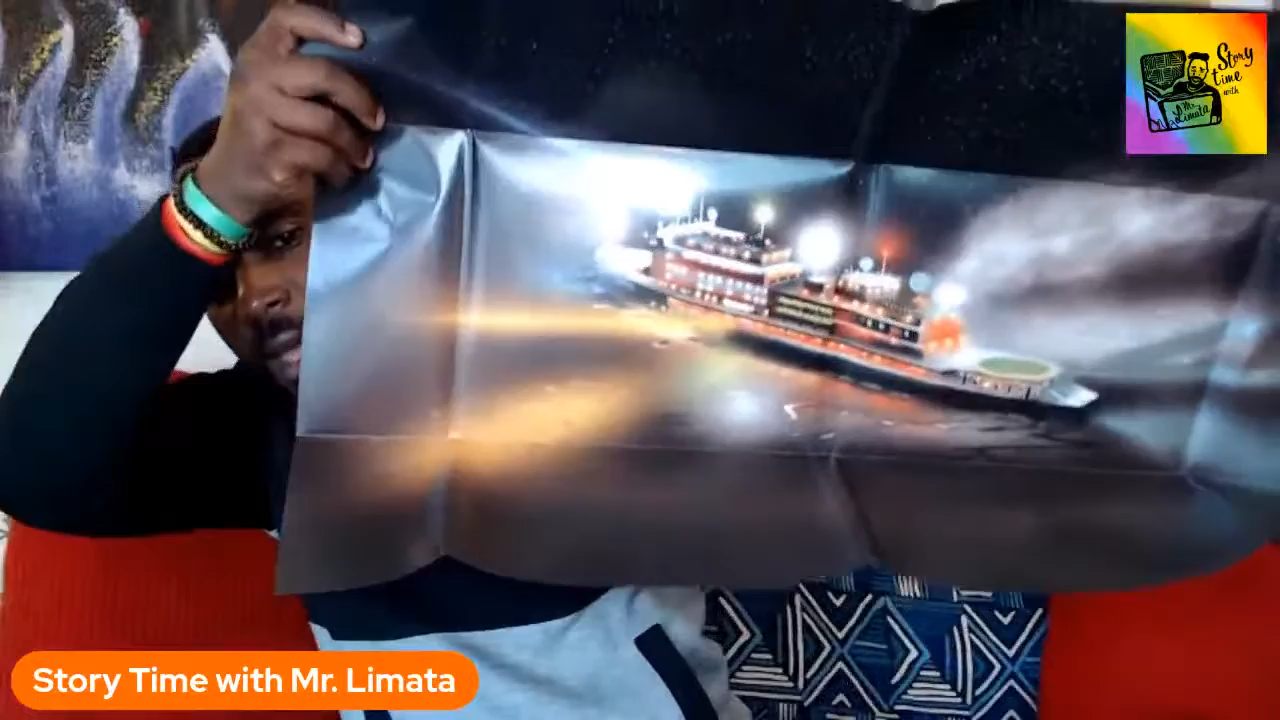 Story
time
with
Mr.
Limata
Story Time with Mr. Limata